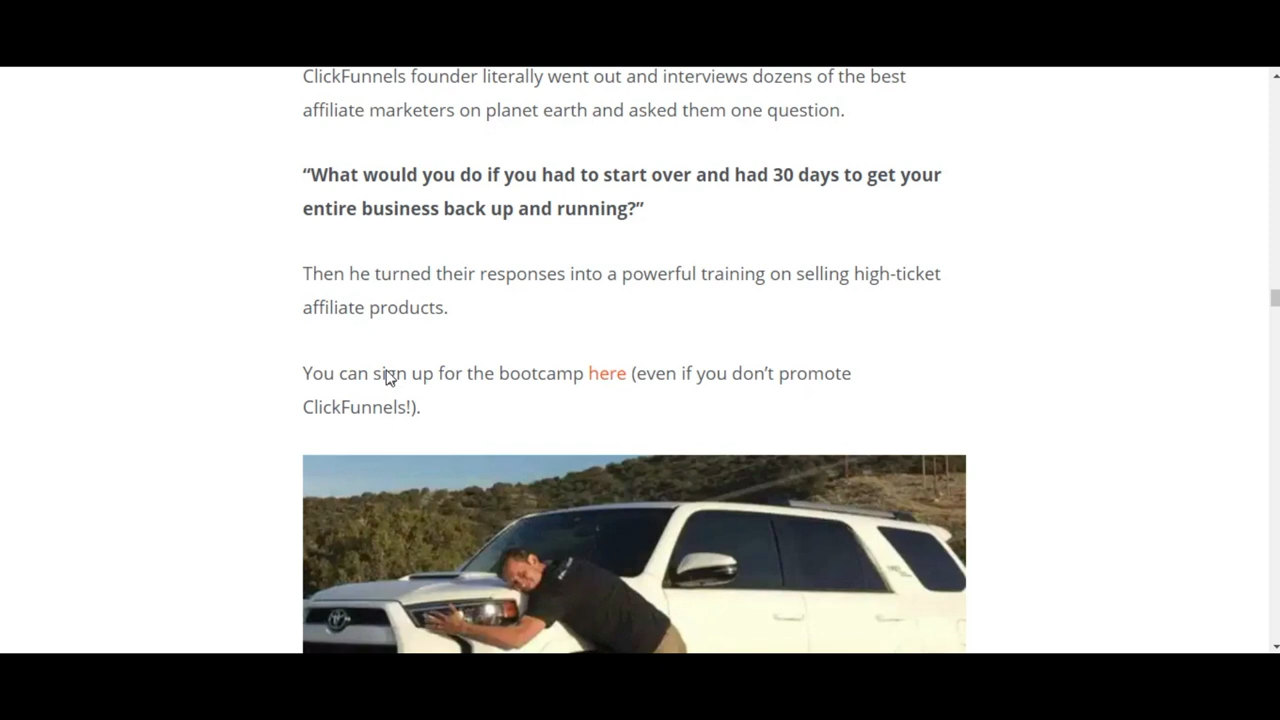 ClickFunnels founder literally went out and interviews dozens of the best
affiliate marketers on planet earth and asked them one question.
“What would you do if you had to start over and had 30 days to get your
entire business back up and running?”
Then he turned their responses into a powerful training on selling high-ticket
affiliate products.
You can sign up for the bootcamp here (even if you don’t promote
ClickFunnels!).